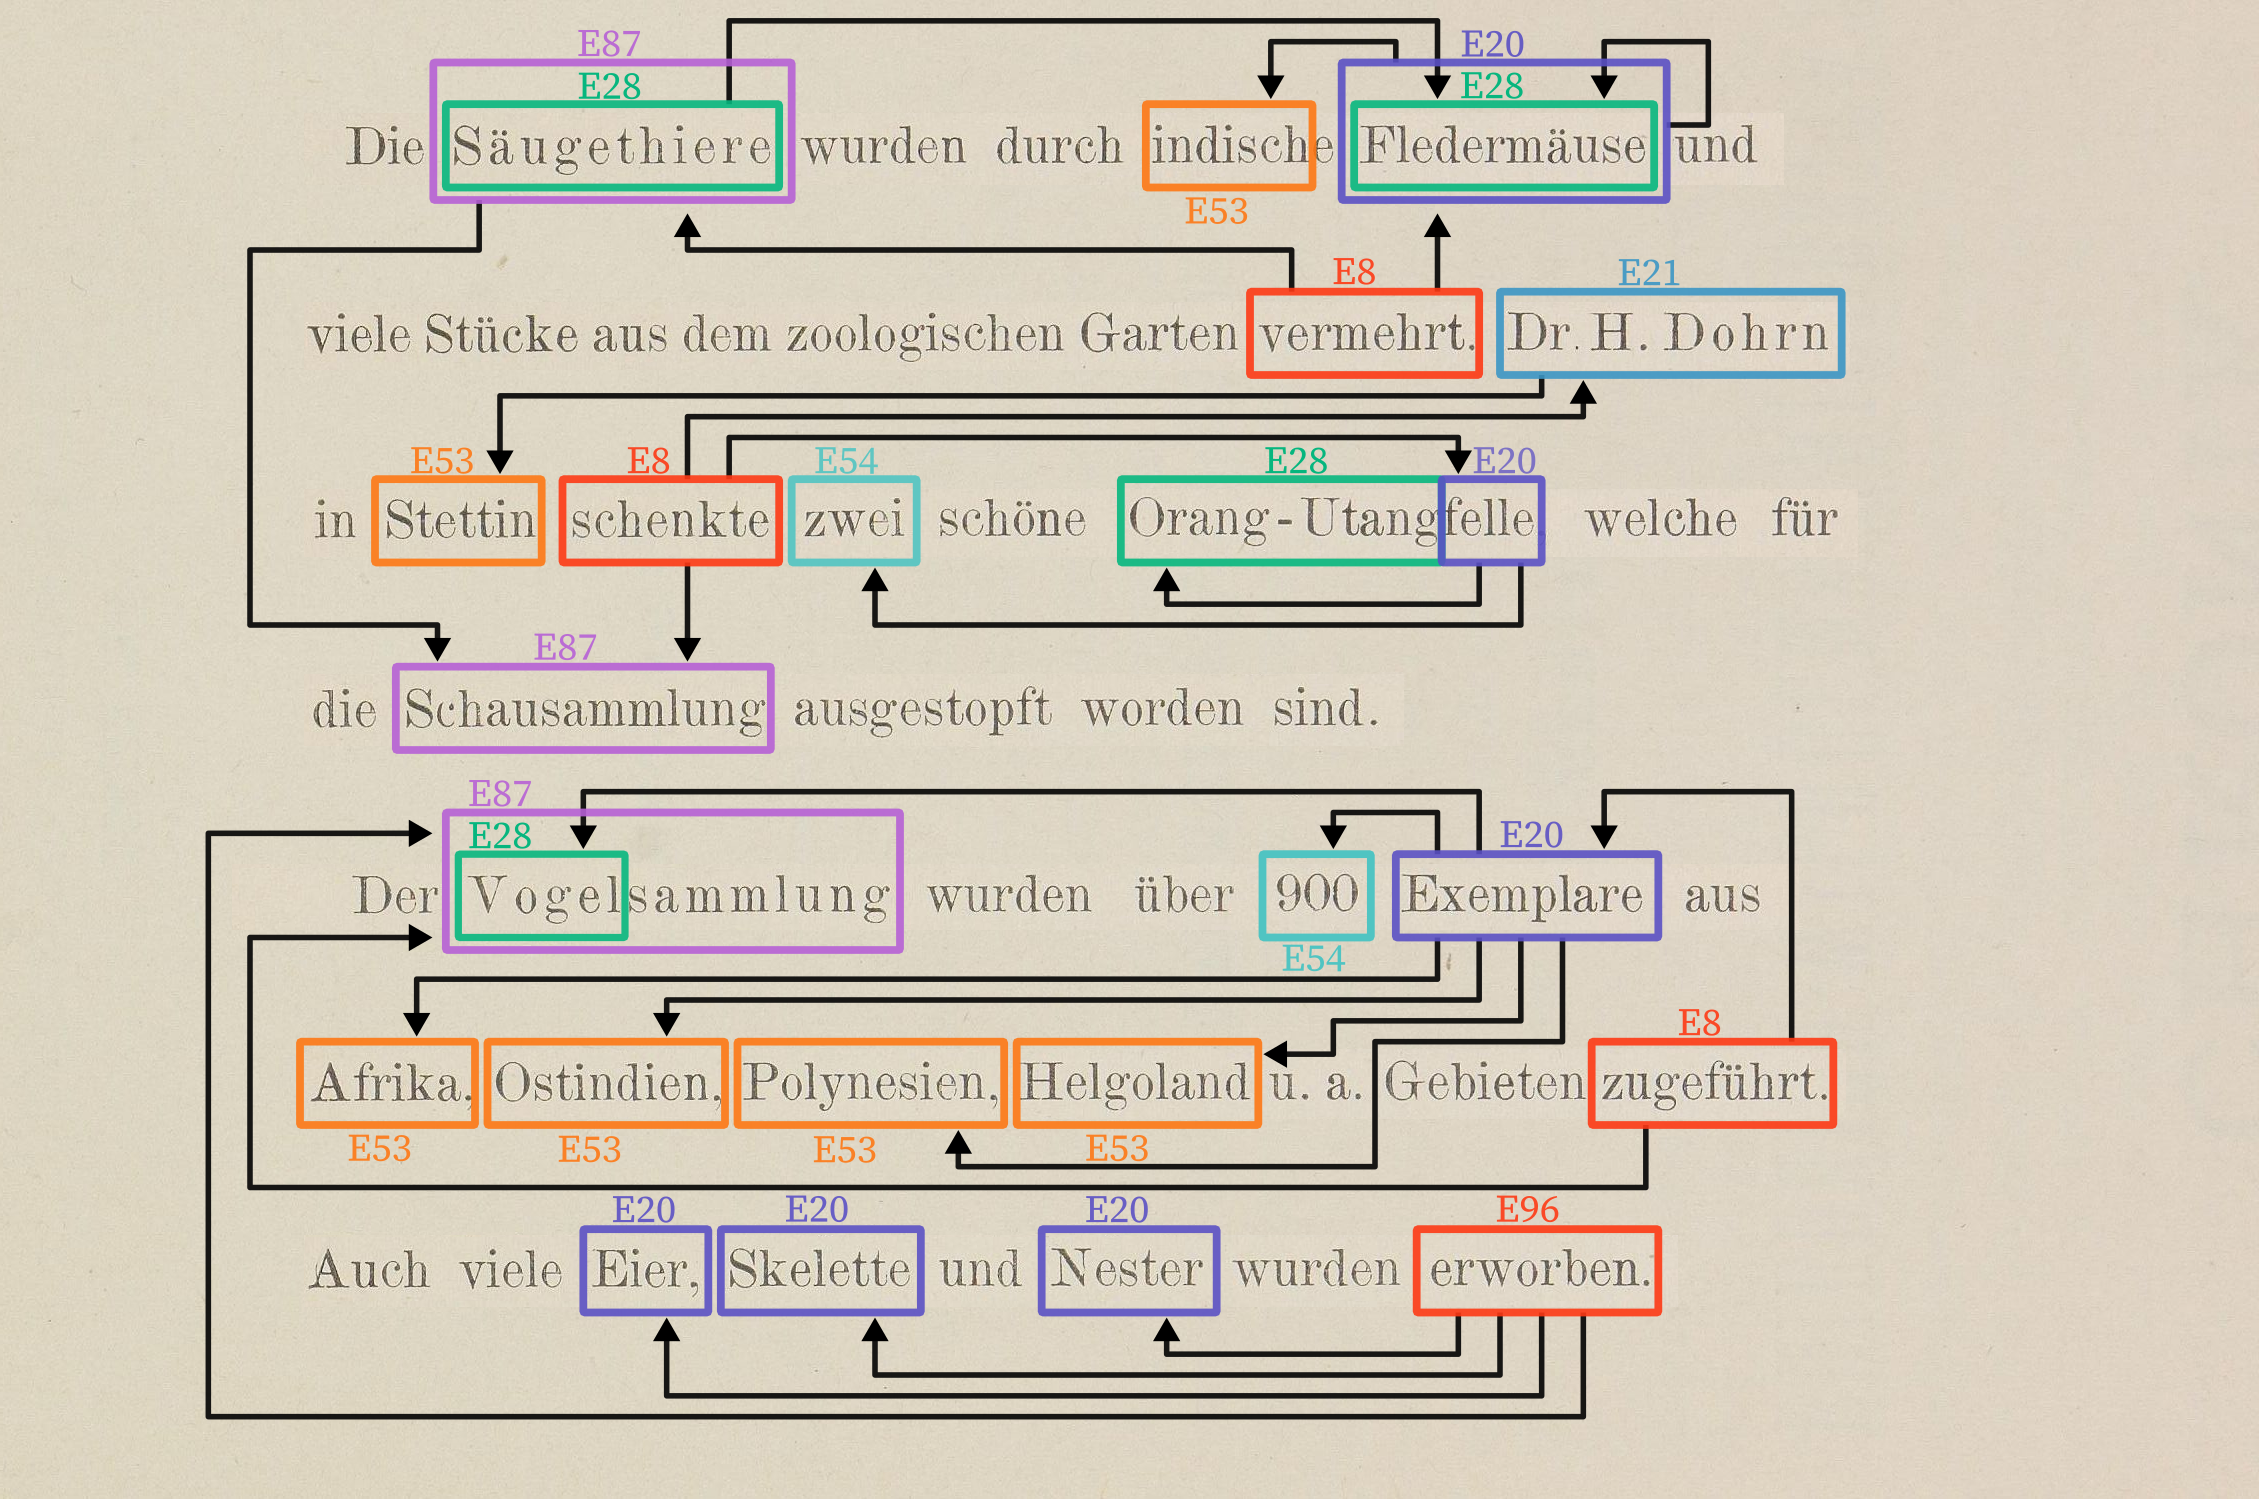 E87 E20
E28 E28
Die Säugethiere wurden durch indische Fledermäuse und
E53
E8 E21
viele Stücke aus dem zoologischen Garten vermehrt. Dr. H. Dohrn
E53 E8 E54 E28 E20
in Stettin schenkte zwei schöne Orang-Utangfelle, welche für
E87
die Schausammlung ausgestopft worden sind.
E87
E28 E20
Der Vogelsammlung wurden über 900 Exemplare aus
E54
E8
Afrika, Ostindien, Polynesien, Helgoland u. a. Gebieten zugeführt.
E53 E53 E53 E53
E20 E20 E20 E96
Auch viele Eier, Skelette und Nester wurden erworben.